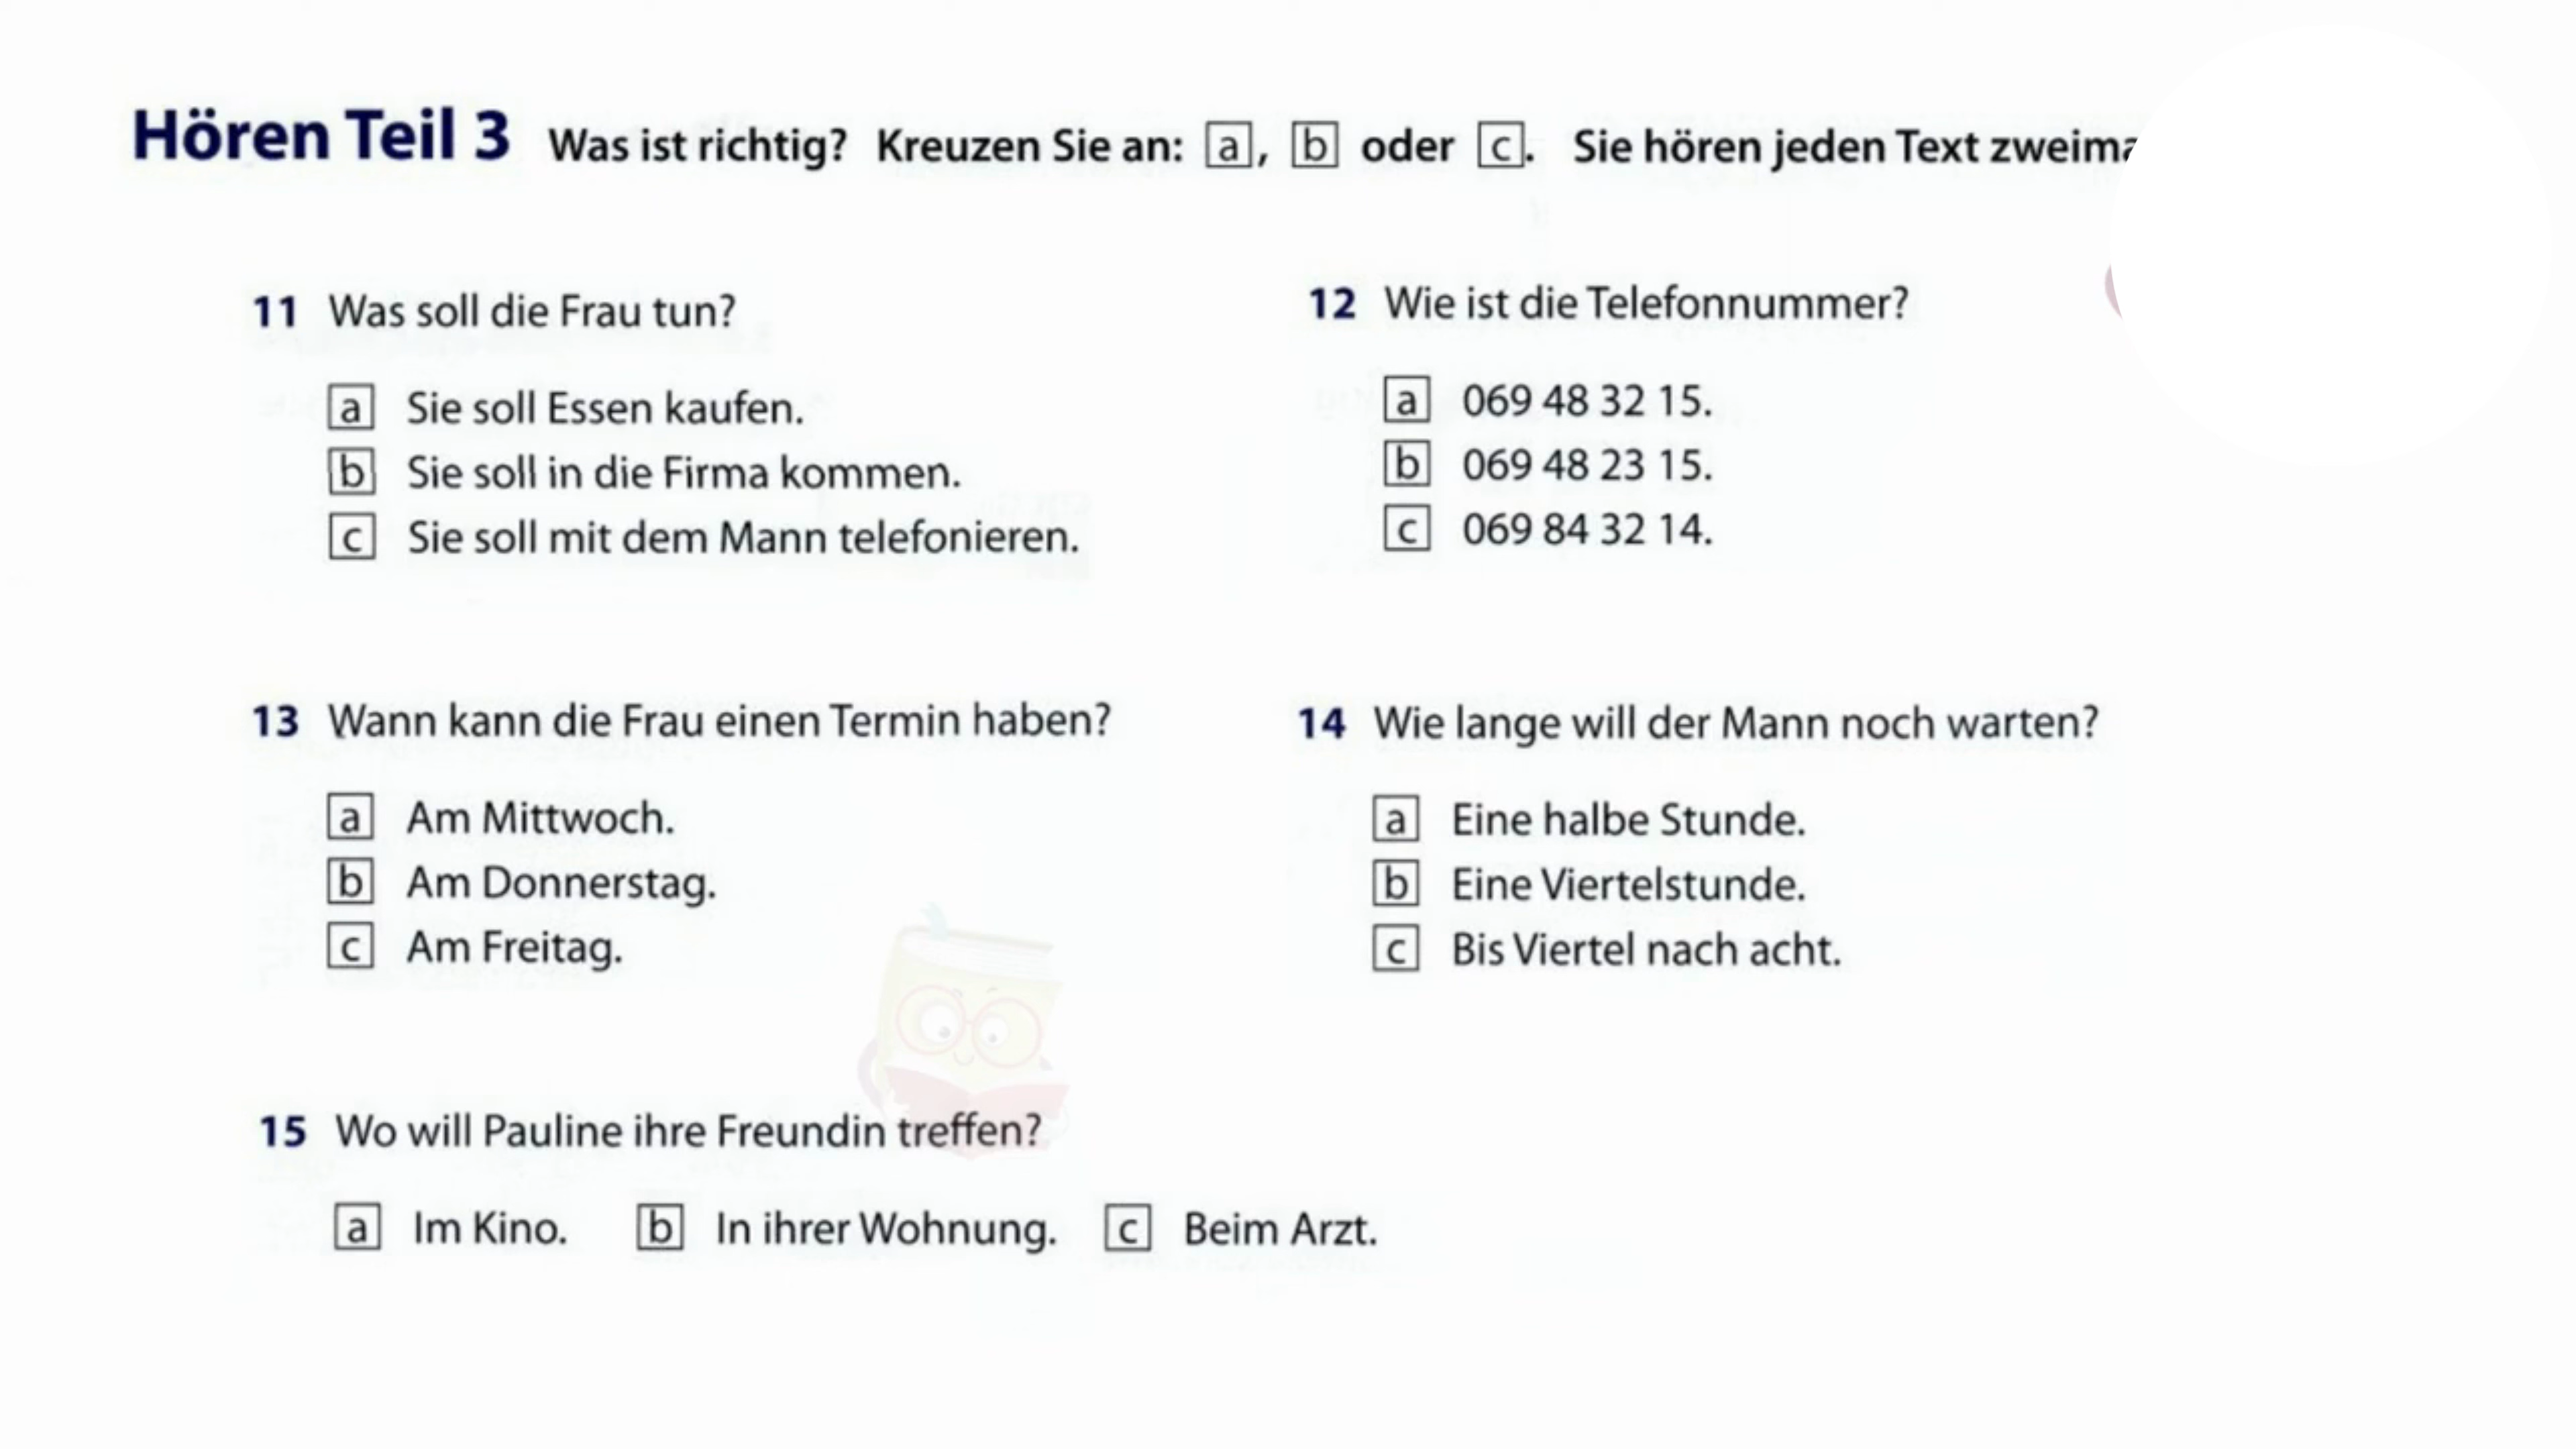 Hören Teil 3 Was ist richtig? Kreuzen Sie an: a, b oder c. Sie hören jeden Text zweima
11 Was soll die Frau tun?
a Sie soll Essen kaufen.
b Sie soll in die Firma kommen.
c Sie soll mit dem Mann telefonieren.
12 Wie ist die Telefonnummer?
a 069 48 32 15.
b 069 48 23 15.
c 069 84 32 14.
13 Wann kann die Frau einen Termin haben?
a Am Mittwoch.
b Am Donnerstag.
c Am Freitag.
14 Wie lange will der Mann noch warten?
a Eine halbe Stunde.
b Eine Viertelstunde.
c Bis Viertel nach acht.
15 Wo will Pauline ihre Freundin treffen?
a Im Kino. b In ihrer Wohnung. c Beim Arzt.